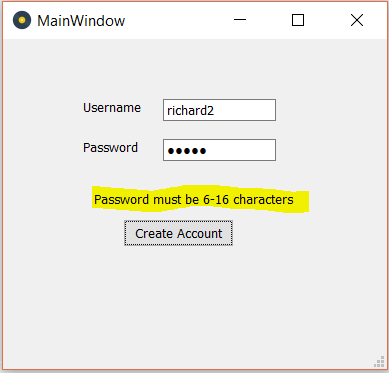 MainWindow
Username richard2
Password ●●●●●
Password must be 6-16 characters
Create Account